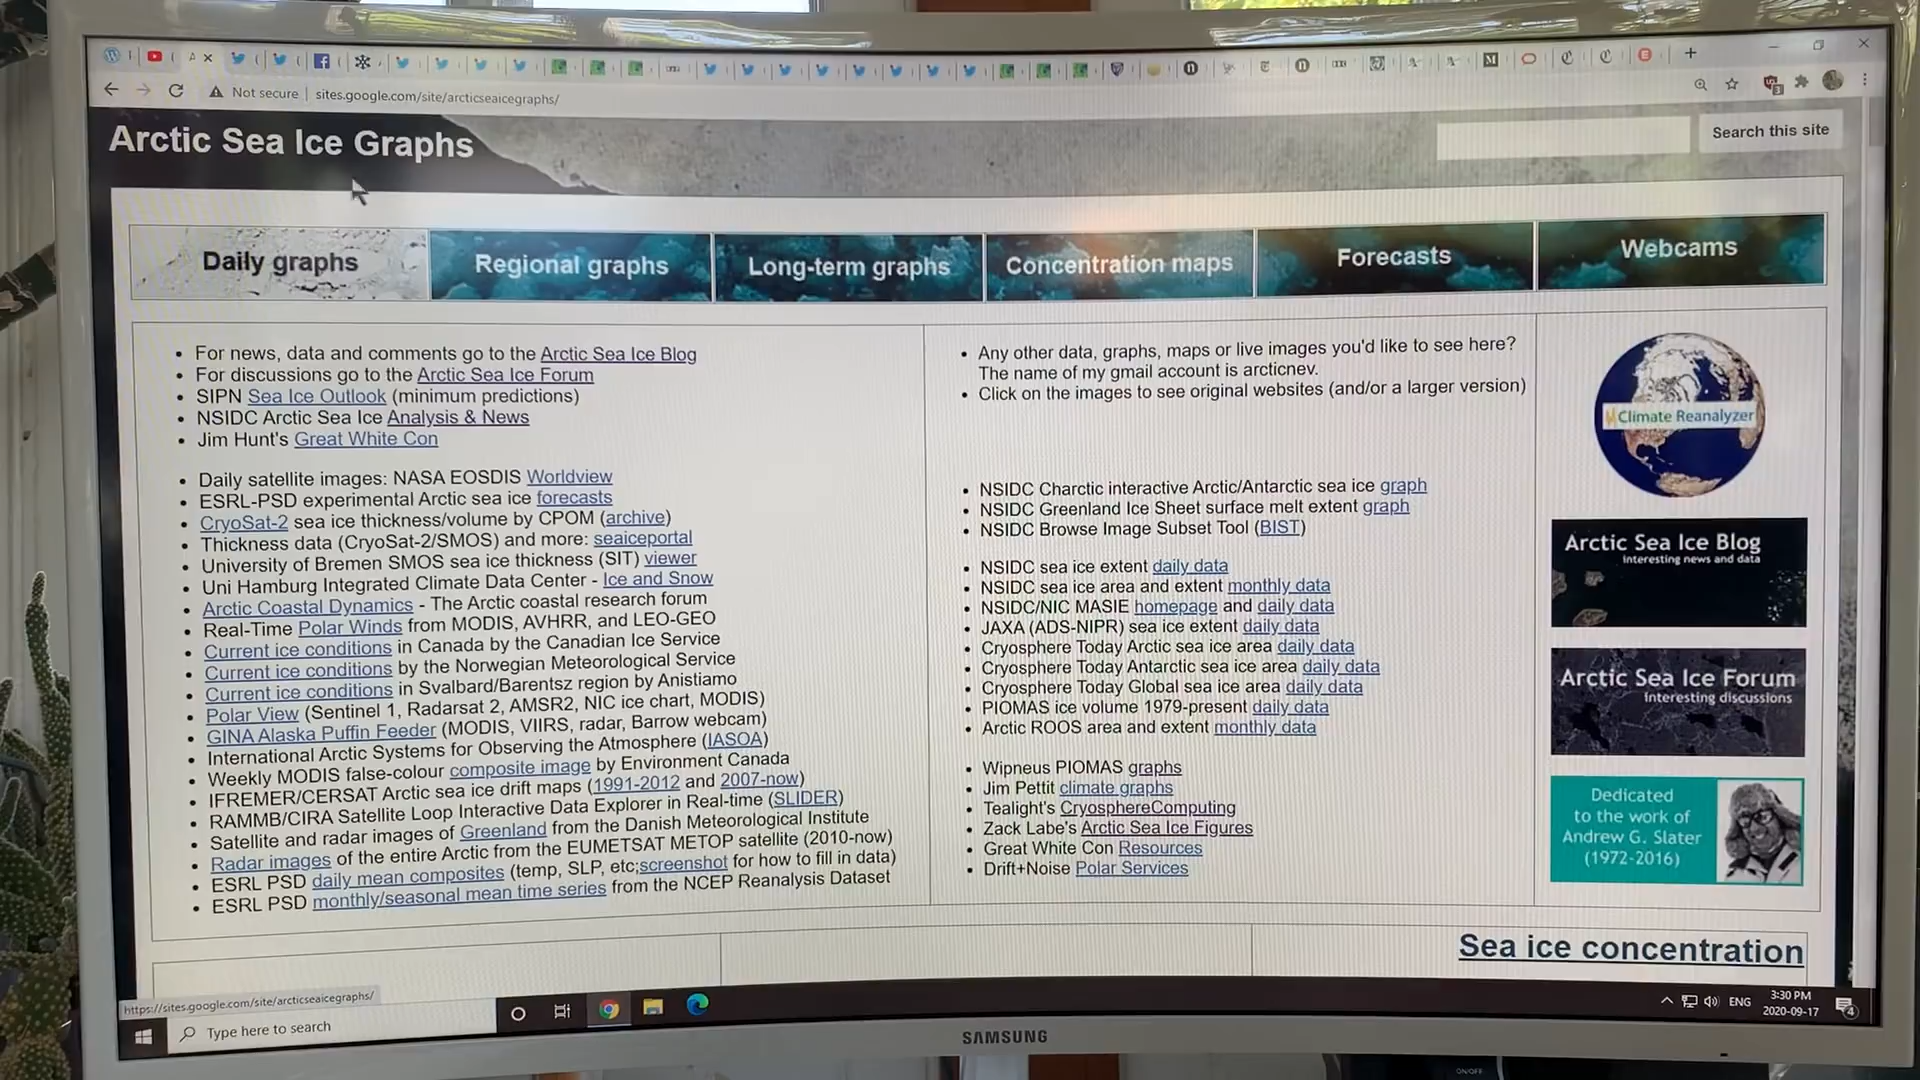 Not secure
sites.google.com/site/arcticseaicegraphs/
Arctic Sea Ice Graphs
Search this site
Daily graphs
Regional graphs
Long-term graphs
Concentration maps
Forecasts
Webcams
For news, data and comments go to the Arctic Sea Ice Blog
For discussions go to the Arctic Sea Ice Forum
SIPN Sea Ice Outlook (minimum predictions)
NSIDC Arctic Sea Ice Analysis & News
Jim Hunt's Great White Con
Daily satellite images: NASA EOSDIS Worldview
ESRL-PSD experimental Arctic sea ice forecasts
CryoSat-2 sea ice thickness/volume by CPOM (archive)
Thickness data (CryoSat-2/SMOS) and more: seaiceportal
University of Bremen SMOS sea ice thickness (SIT) viewer
Uni Hamburg Integrated Climate Data Center - Ice and Snow
Arctic Coastal Dynamics - The Arctic coastal research forum
Real-Time Polar Winds from MODIS, AVHRR, and LEO-GEO
Current ice conditions in Canada by the Canadian Ice Service
Current ice conditions by the Norwegian Meteorological Service
Current ice conditions in Svalbard/Barentsz region by Anistiamo
Polar View (Sentinel 1, Radarsat 2, AMSR2, NIC ice chart, MODIS)
GINA Alaska Puffin Feeder (MODIS, VIIRS, radar, Barrow webcam)
International Arctic Systems for Observing the Atmosphere (IASOA)
Weekly MODIS false-colour composite image by Environment Canada
IFREMER/CERSAT Arctic sea ice drift maps (1991-2012 and 2007-now)
RAMMB/CIRA Satellite Loop Interactive Data Explorer in Real-time (SLIDER)
Satellite and radar images of Greenland from the Danish Meteorological Institute
Radar images of the entire Arctic from the EUMETSAT METOP satellite (2010-now)
ESRL PSD daily mean composites (temp, SLP, etc;screenshot for how to fill in data)
ESRL PSD monthly/seasonal mean time series from the NCEP Reanalysis Dataset
Any other data, graphs, maps or live images you'd like to see here?
The name of my gmail account is arcticnev.
Click on the images to see original websites (and/or a larger version)
NSIDC Charctic interactive Arctic/Antarctic sea ice graph
NSIDC Greenland Ice Sheet surface melt extent graph
NSIDC Browse Image Subset Tool (BIST)
NSIDC sea ice extent daily data
NSIDC sea ice area and extent monthly data
NSIDC/NIC MASIE homepage and daily data
JAXA (ADS-NIPR) sea ice extent daily data
Cryosphere Today Arctic sea ice area daily data
Cryosphere Today Antarctic sea ice area daily data
Cryosphere Today Global sea ice area daily data
PIOMAS ice volume 1979-present daily data
Arctic ROOS area and extent monthly data
Wipneus PIOMAS graphs
Jim Pettit climate graphs
Tealight's CryosphereComputing
Zack Labe's Arctic Sea Ice Figures
Great White Con Resources
Drift+Noise Polar Services
Climate Reanalyzer
Arctic Sea Ice Blog
Interesting news and data
Arctic Sea Ice Forum
Interesting discussions
Dedicated
to the work of
Andrew G. Slater
(1972-2016)
Sea ice concentration
https://sites.google.com/site/arcticseaicegraphs/
Type here to search
ENG
3:30 PM
2020-09-17
4
SAMSUNG
ON/OFF